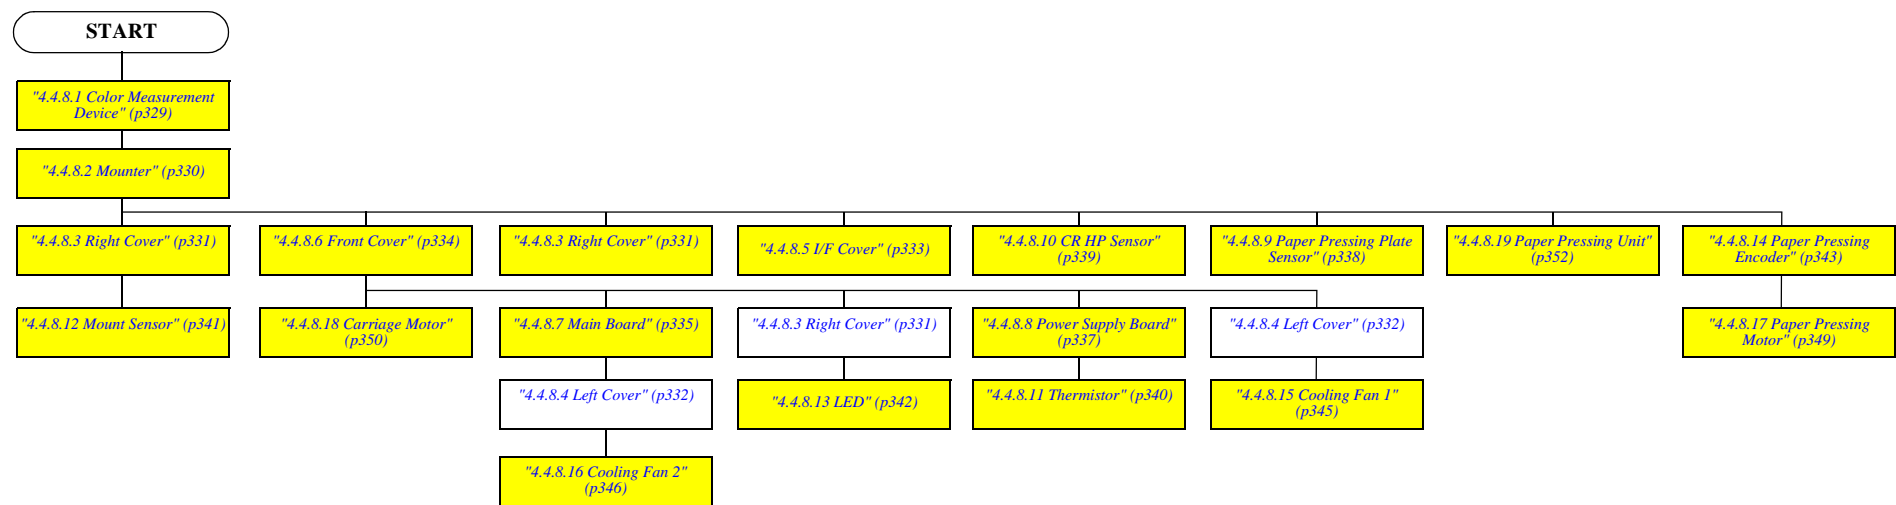 START
"4.4.8.1 Color Measurement
Device" (p329)
"4.4.8.2 Mounter" (p330)
"4.4.8.3 Right Cover" (p331)
"4.4.8.6 Front Cover" (p334)
"4.4.8.3 Right Cover" (p331)
"4.4.8.5 I/F Cover" (p333)
"4.4.8.10 CR HP Sensor"
(p339)
"4.4.8.9 Paper Pressing Plate
Sensor" (p338)
"4.4.8.19 Paper Pressing Unit"
(p352)
"4.4.8.14 Paper Pressing
Encoder" (p343)
"4.4.8.12 Mount Sensor" (p341)
"4.4.8.18 Carriage Motor"
(p350)
"4.4.8.7 Main Board" (p335)
"4.4.8.3 Right Cover" (p331)
"4.4.8.8 Power Supply Board"
(p337)
"4.4.8.4 Left Cover" (p332)
"4.4.8.17 Paper Pressing
Motor" (p349)
"4.4.8.4 Left Cover" (p332)
"4.4.8.13 LED" (p342)
"4.4.8.11 Thermistor" (p340)
"4.4.8.15 Cooling Fan 1"
(p345)
"4.4.8.16 Cooling Fan 2"
(p346)